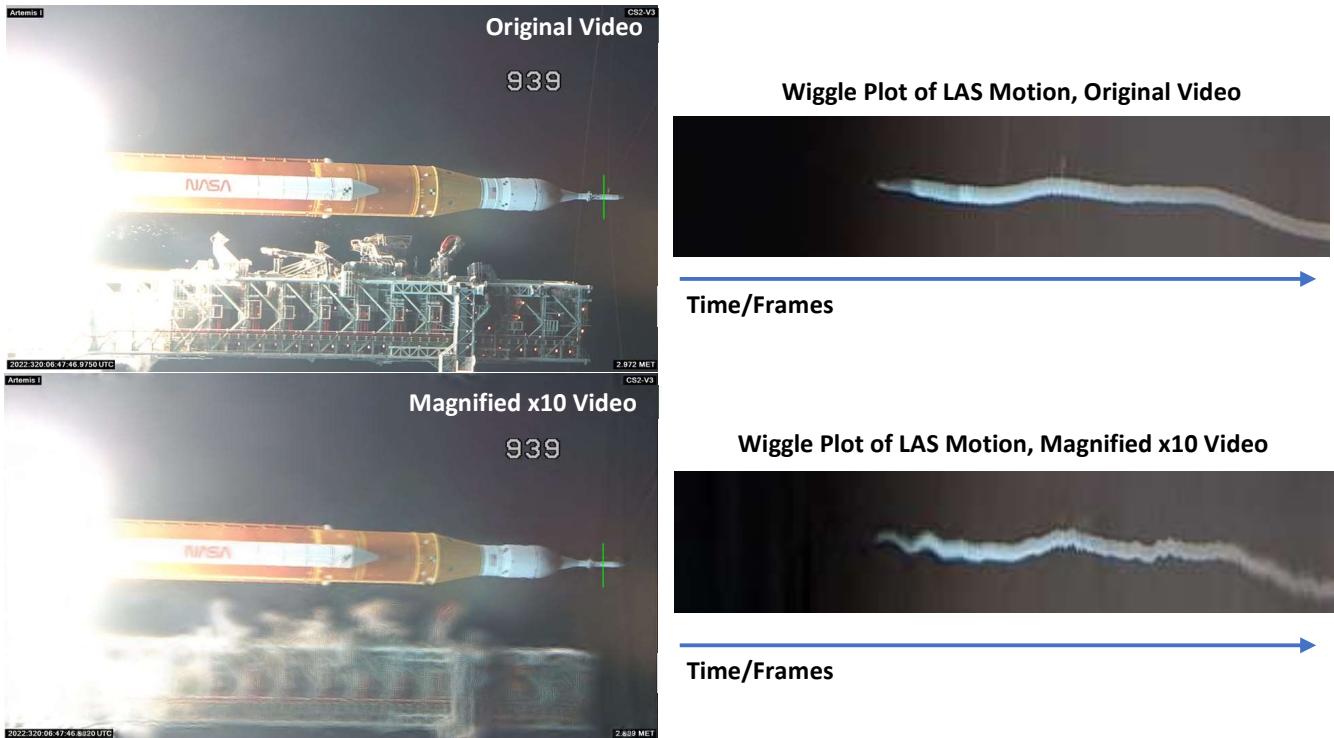 Artemis I
CS2-V3
Original Video
939
NASA
2022:320:06:47:46.9750 UTC
2.972 MET
Wiggle Plot of LAS Motion, Original Video
Time/Frames
Artemis I
CS2-V3
Magnified x10 Video
939
NASA
2022:320:06:47:46
UTC
MET
Wiggle Plot of LAS Motion, Magnified x10 Video
Time/Frames